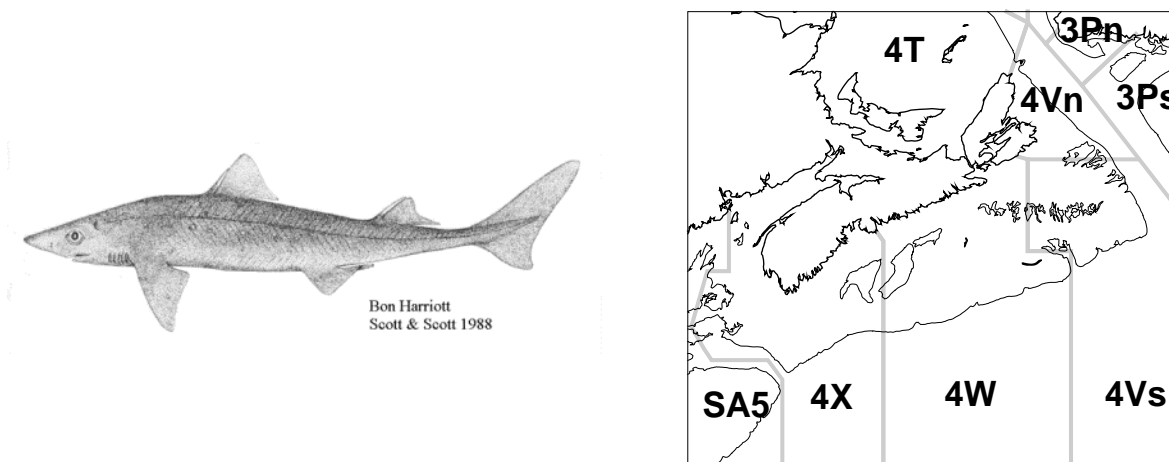 Bon Harriott
Scott & Scott 1988
3Pn
4T
4Vn
3Ps
SA5
4X
4W
4Vs